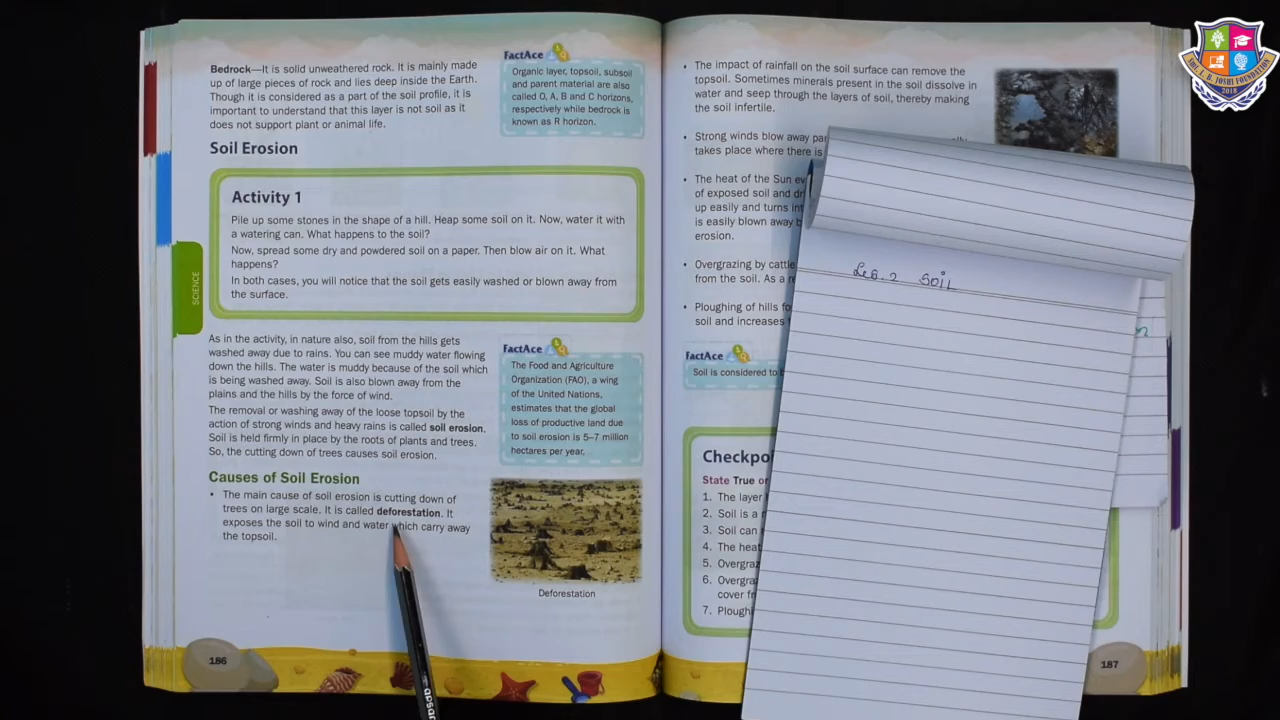 Bedrock—It is solid unweathered rock. It is mainly made
up of large pieces of rock and lies deep inside the Earth.
Though it is considered as a part of the soil profile, it is
important to understand that this layer is not soil as it
does not support plant or animal life.
FactAce
Organic layer, topsoil, subsoil
and parent material are also
called O, A, B and C horizons,
respectively while bedrock is
known as R horizon.
Soil Erosion
Activity 1
Pile up some stones in the shape of a hill. Heap some soil on it. Now, water it with
a watering can. What happens to the soil?
Now, spread some dry and powdered soil on a paper. Then blow air on it. What
happens?
In both cases, you will notice that the soil gets easily washed or blown away from
the surface.
SCIENCE
As in the activity, in nature also, soil from the hills gets
washed away due to rains. You can see muddy water flowing
down the hills. The water is muddy because of the soil which
is being washed away. Soil is also blown away from the
plains and the hills by the force of wind.
The removal or washing away of the loose topsoil by the
action of strong winds and heavy rains is called soil erosion.
Soil is held firmly in place by the roots of plants and trees.
So, the cutting down of trees causes soil erosion.
FactAce
The Food and Agriculture
Organization (FAO), a wing
of the United Nations,
estimates that the global
loss of productive land due
to soil erosion is 5–7 million
hectares per year.
Causes of Soil Erosion
• The main cause of soil erosion is cutting down of
trees on large scale. It is called deforestation. It
exposes the soil to wind and water which carry away
the topsoil.
Deforestation
186
• The impact of rainfall on the soil surface can remove the
topsoil. Sometimes minerals present in the soil dissolve in
water and seep through the layers of soil, thereby making
the soil infertile.
• Strong winds blow away
takes place where there is
• The heat of the Sun
of exposed soil and
up easily and turns
is easily blown away
erosion.
• Overgrazing by cattle
from the soil. As a
• Ploughing of hills
soil and increases
FactAce
Soil is considered to
State True or
1. The layer
2. Soil is a
3. Soil can
4. The heat
5.
6.
cover
7.
187
Les. 2 SOIL
SMT. L. B. JOSHI FOUNDATION
2018